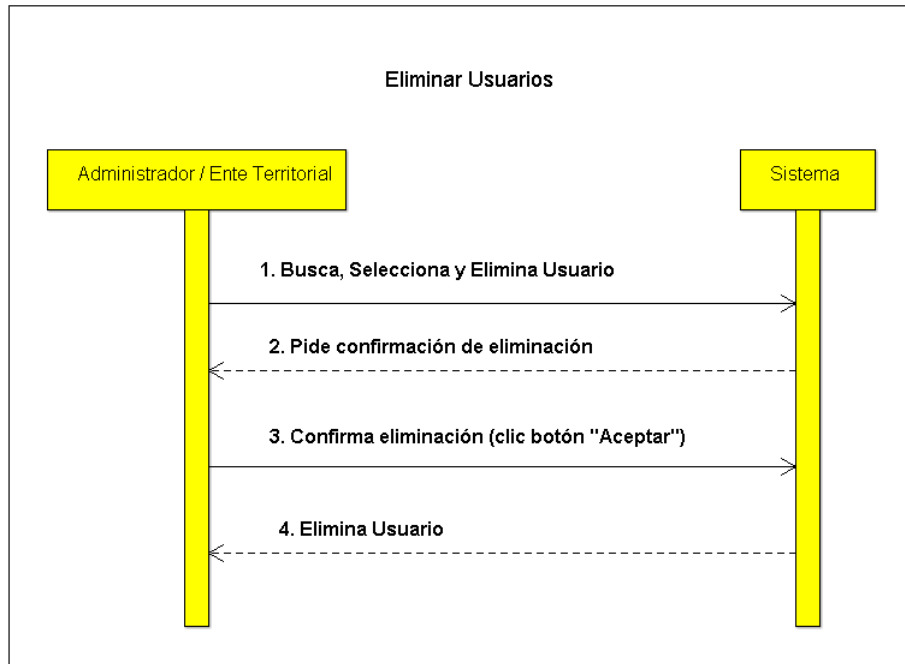 Eliminar Usuarios
Administrador / Ente Territorial
Sistema
1. Busca, Selecciona y Elimina Usuario
2. Pide confirmación de eliminación
3. Confirma eliminación (clic botón "Aceptar")
4. Elimina Usuario